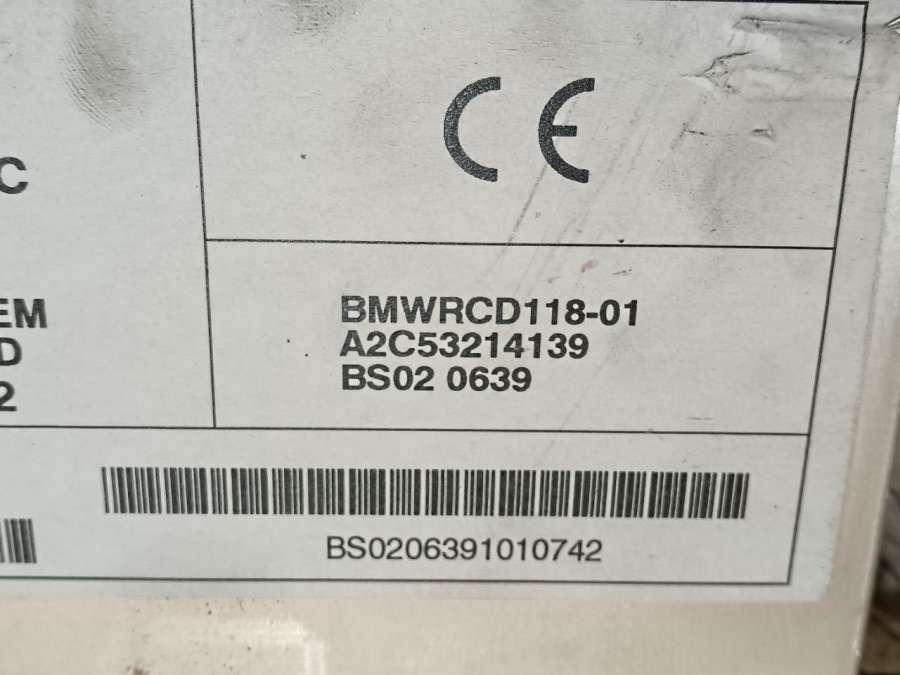 CE
C
EM
D
2
BMWRCD118-01
A2C53214139
BS02 0639
BS0206391010742